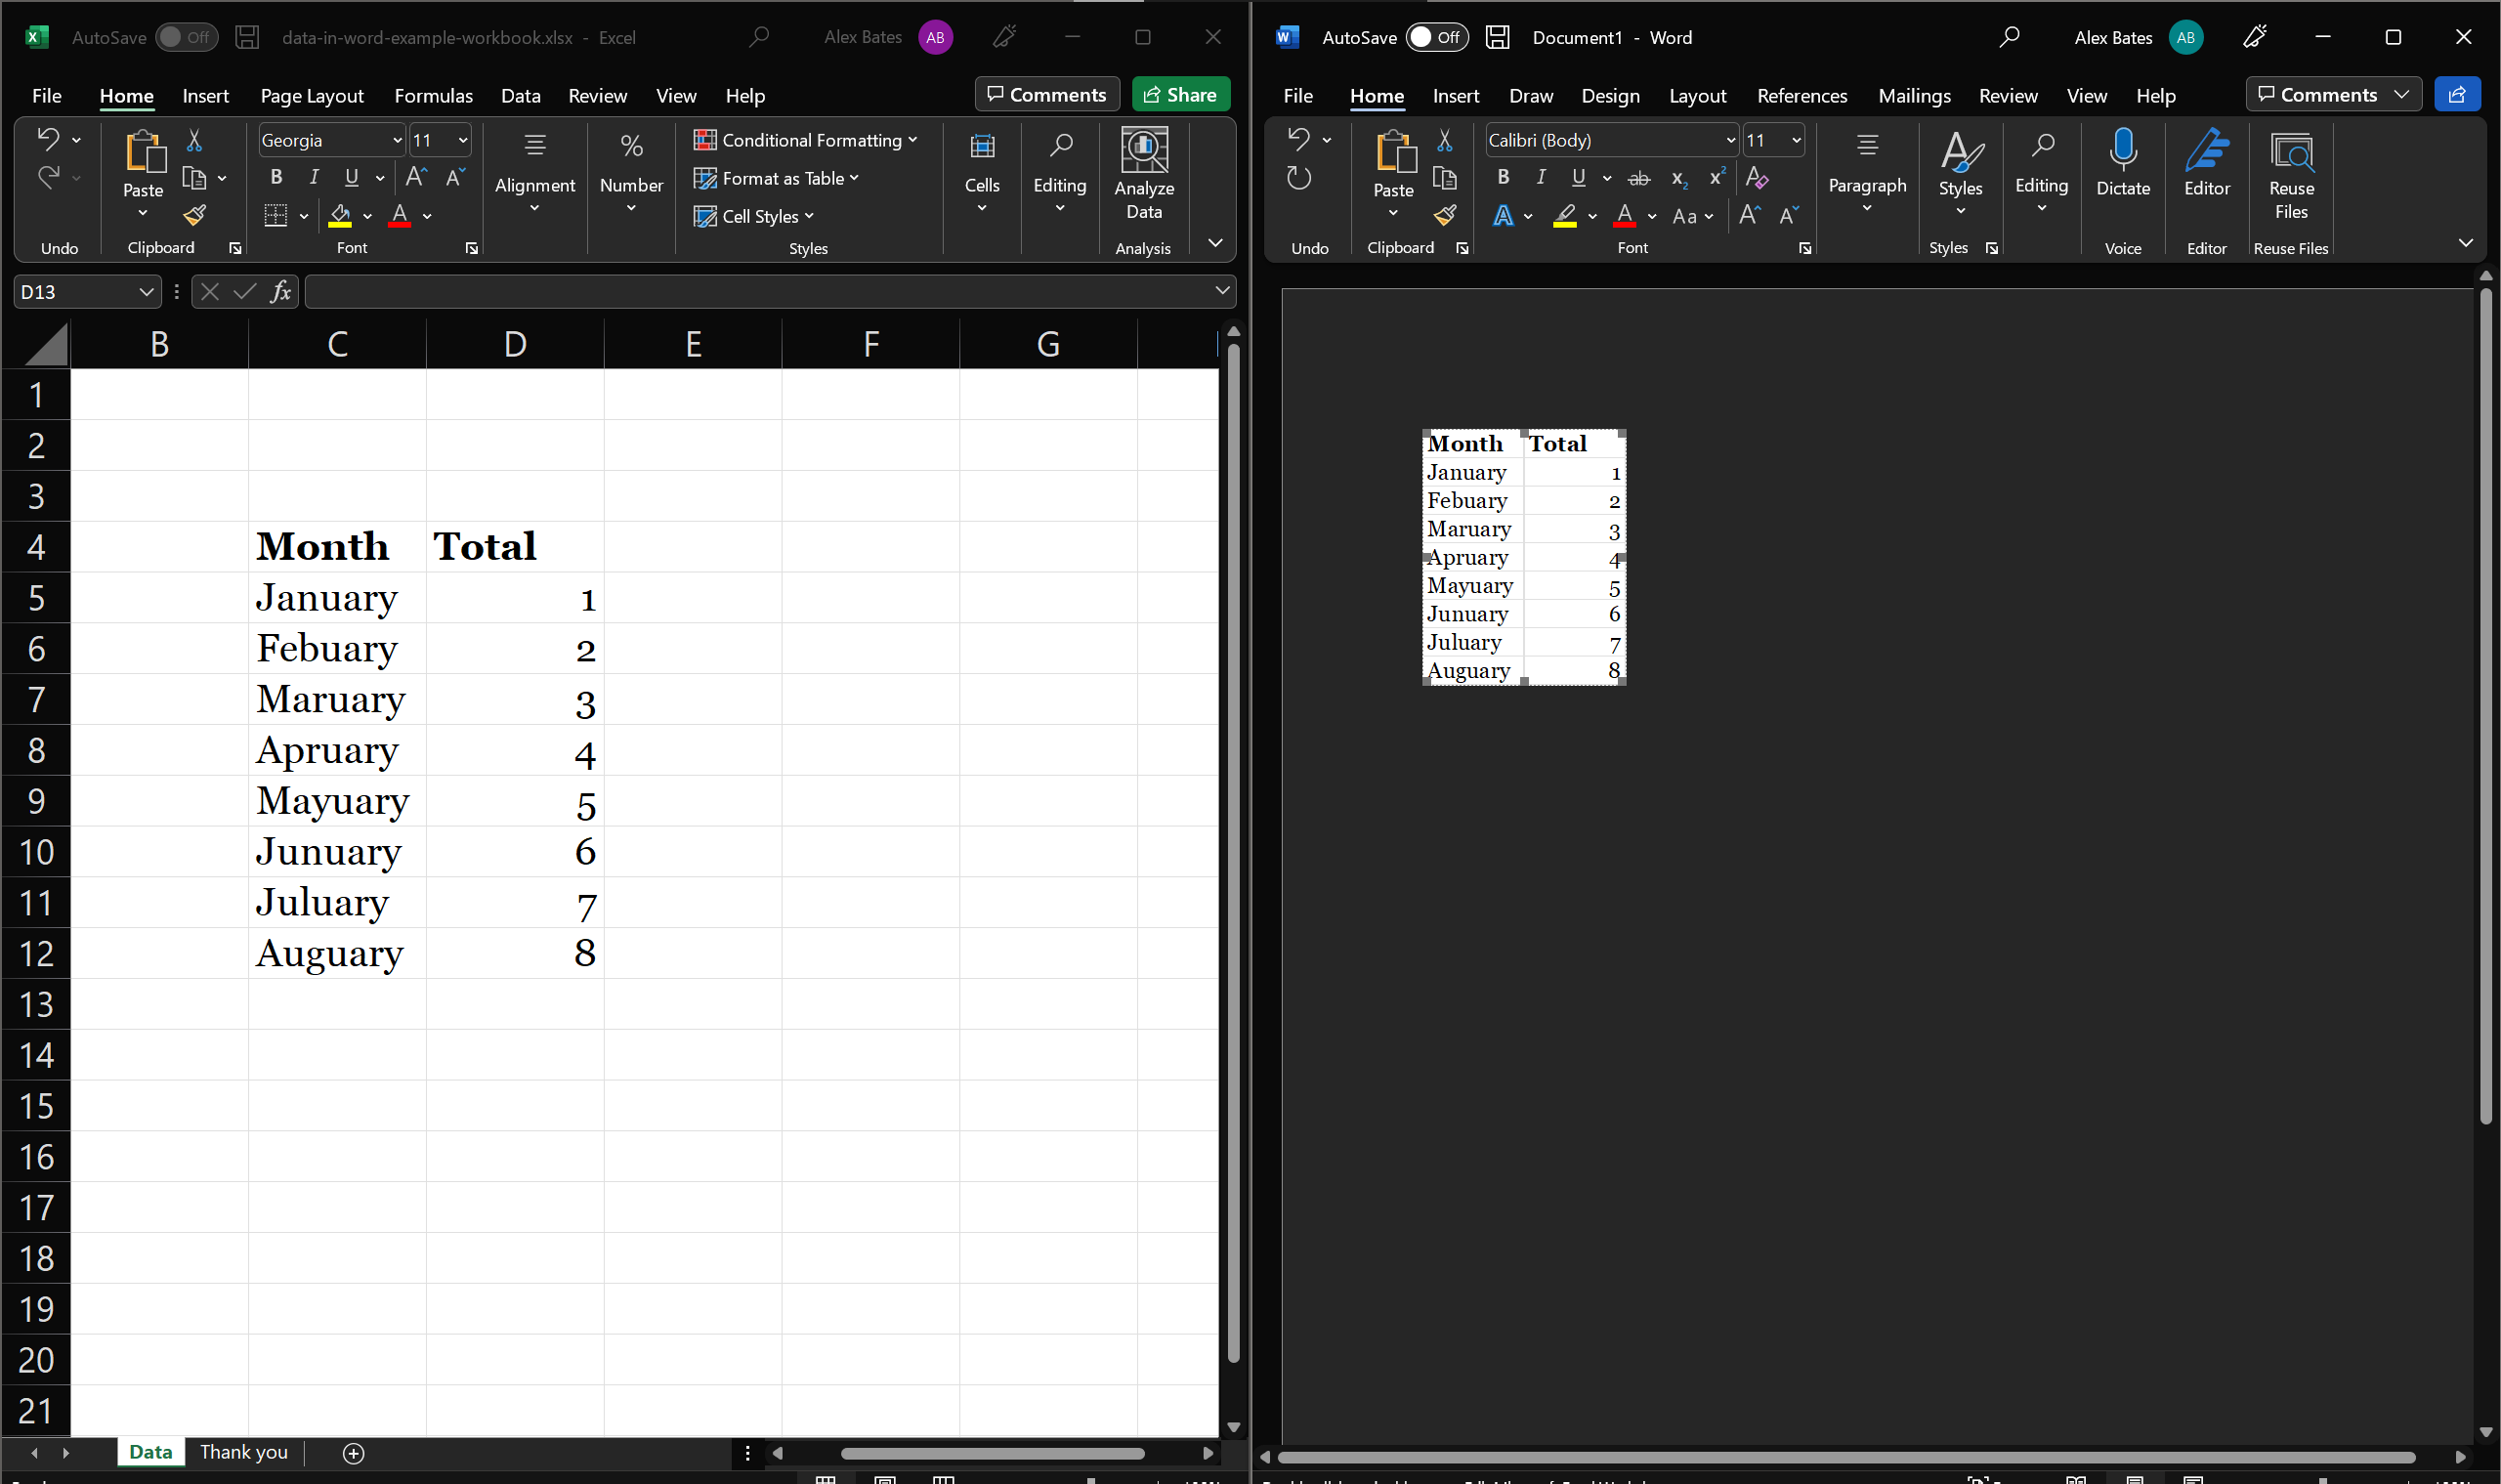 AutoSave Off data-in-word-example-workbook.xlsx - Excel Alex Bates AB
File Home Insert Page Layout Formulas Data Review View Help Comments Share
Georgia 11
Conditional Formatting
Format as Table
Cell Styles
B I U A A
A
Paste Alignment % Number Cells Editing Analyze Data
Undo Clipboard Font Styles Analysis
D13 fx
B C D E F G
1
2
3
4 Month Total
5 January 1
6 Febuary 2
7 Maruary 3
8 Apruary 4
9 Mayuary 5
10 Junuary 6
11 Juluary 7
12 Auguary 8
13
14
15
16
17
18
19
20
21
Data Thank you
W AutoSave Off Document1 - Word Alex Bates AB
File Home Insert Draw Design Layout References Mailings Review View Help Comments
Calibri (Body) 11
B I U ab x2 x2 A
A A Aa A A
Paste Paragraph Styles Editing Dictate Editor Reuse Files
Undo Clipboard Font Styles Voice Editor Reuse Files
Month Total
January 1
Febuary 2
Maruary 3
Apruary 4
Mayuary 5
Junuary 6
Juluary 7
Auguary 8